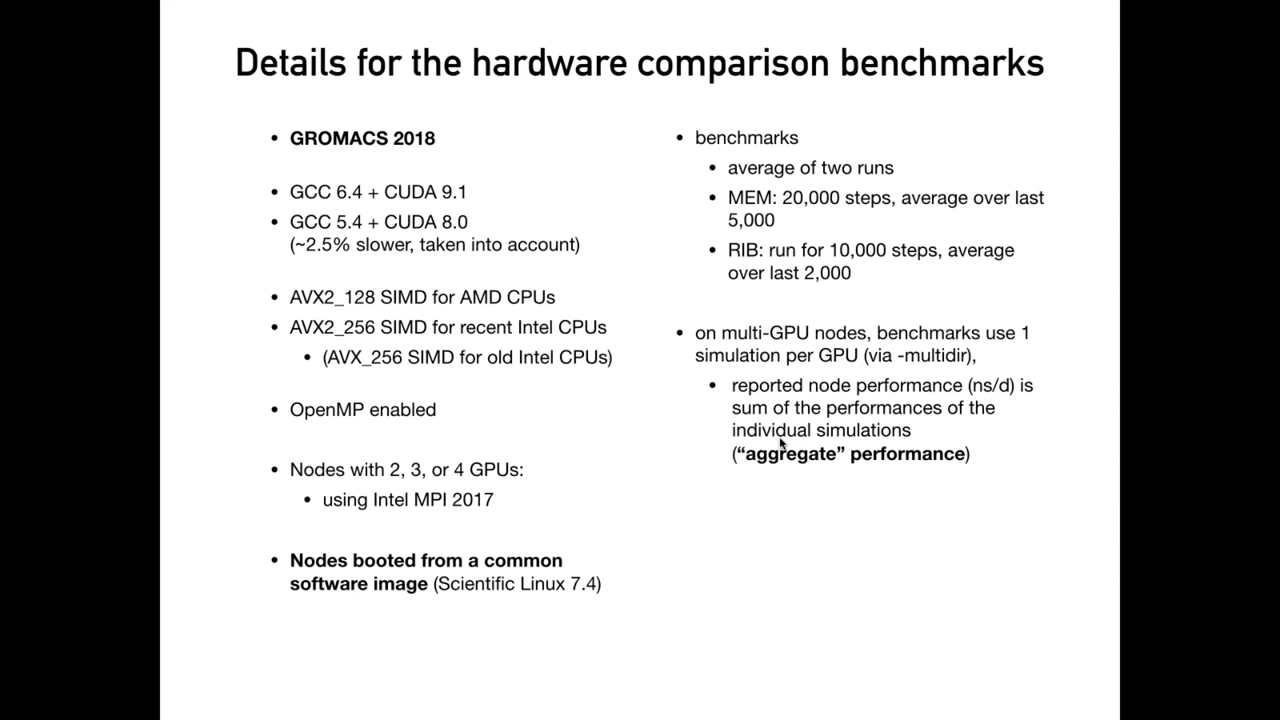 Details for the hardware comparison benchmarks
• GROMACS 2018
• GCC 6.4 + CUDA 9.1
• GCC 5.4 + CUDA 8.0
(~2.5% slower, taken into account)
• AVX2_128 SIMD for AMD CPUs
• AVX2_256 SIMD for recent Intel CPUs
• (AVX_256 SIMD for old Intel CPUs)
• OpenMP enabled
• Nodes with 2, 3, or 4 GPUs:
• using Intel MPI 2017
• Nodes booted from a common
software image (Scientific Linux 7.4)
• benchmarks
• average of two runs
• MEM: 20,000 steps, average over last
5,000
• RIB: run for 10,000 steps, average
over last 2,000
• on multi-GPU nodes, benchmarks use 1
simulation per GPU (via -multidir),
• reported node performance (ns/d) is
sum of the performances of the
individual simulations
(“aggregate” performance)